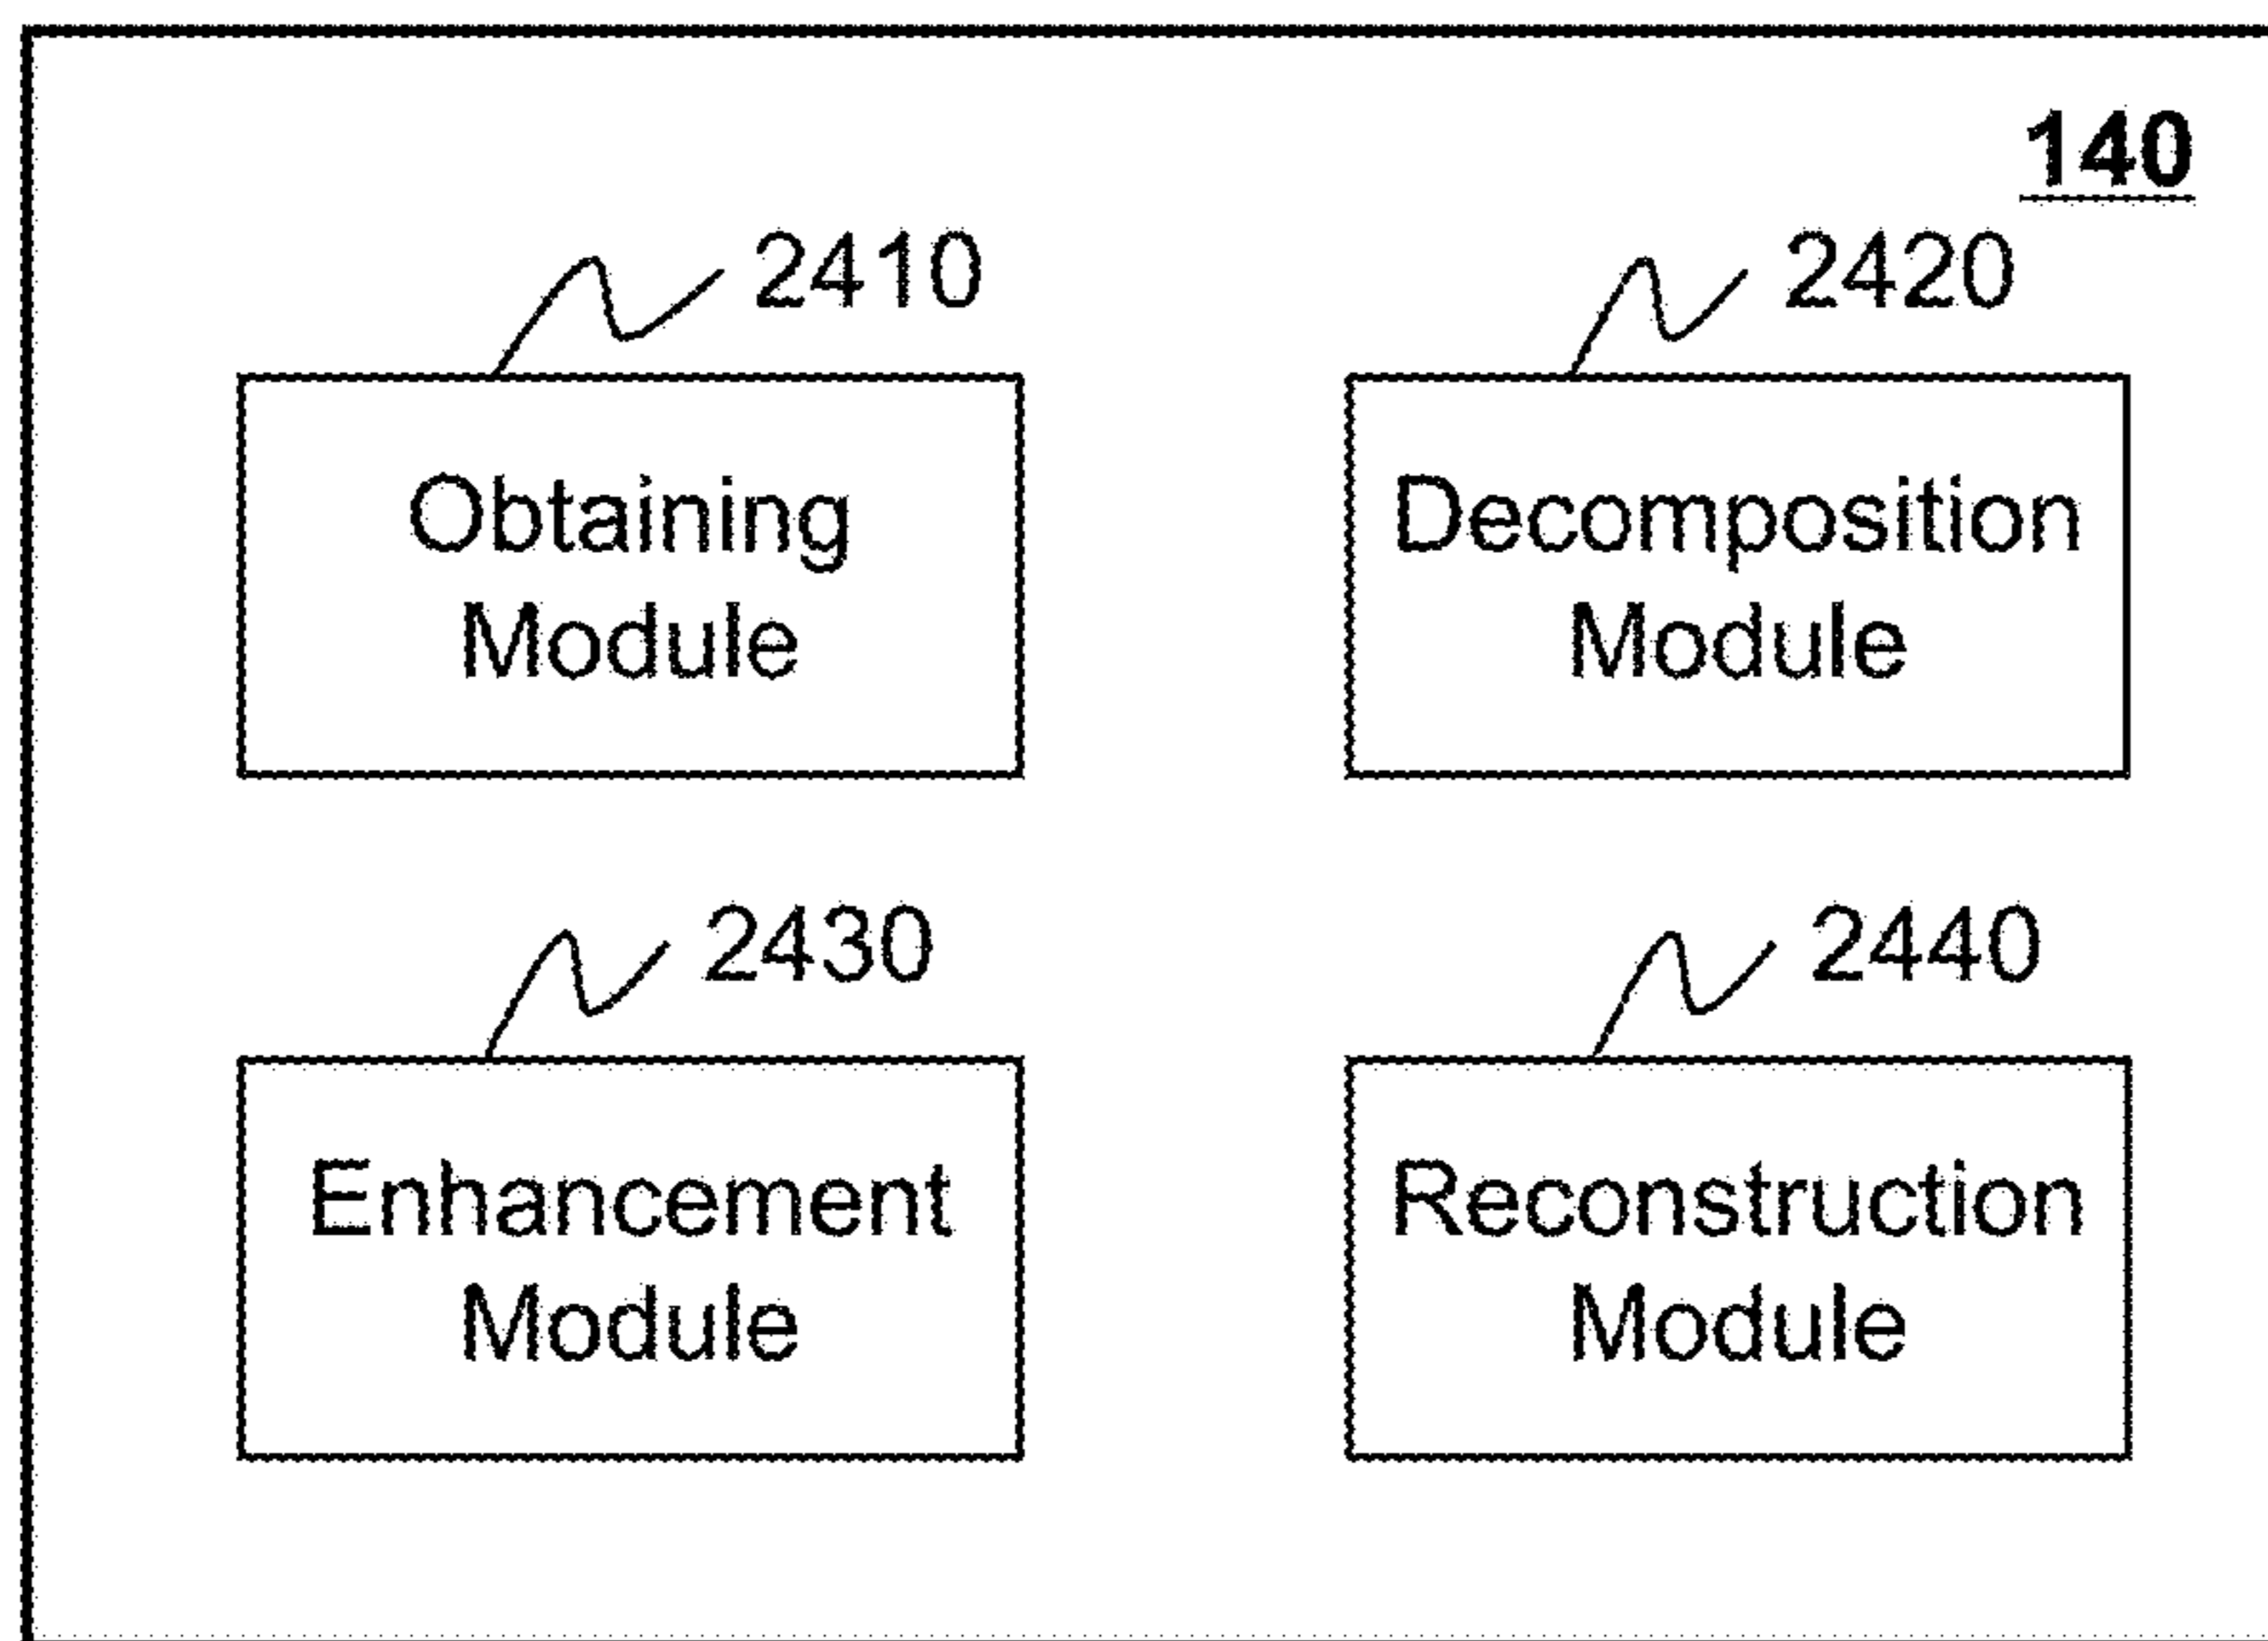 140
2410
2420
Obtaining
Module
Decomposition
Module
2430
2440
Enhancement
Module
Reconstruction
Module